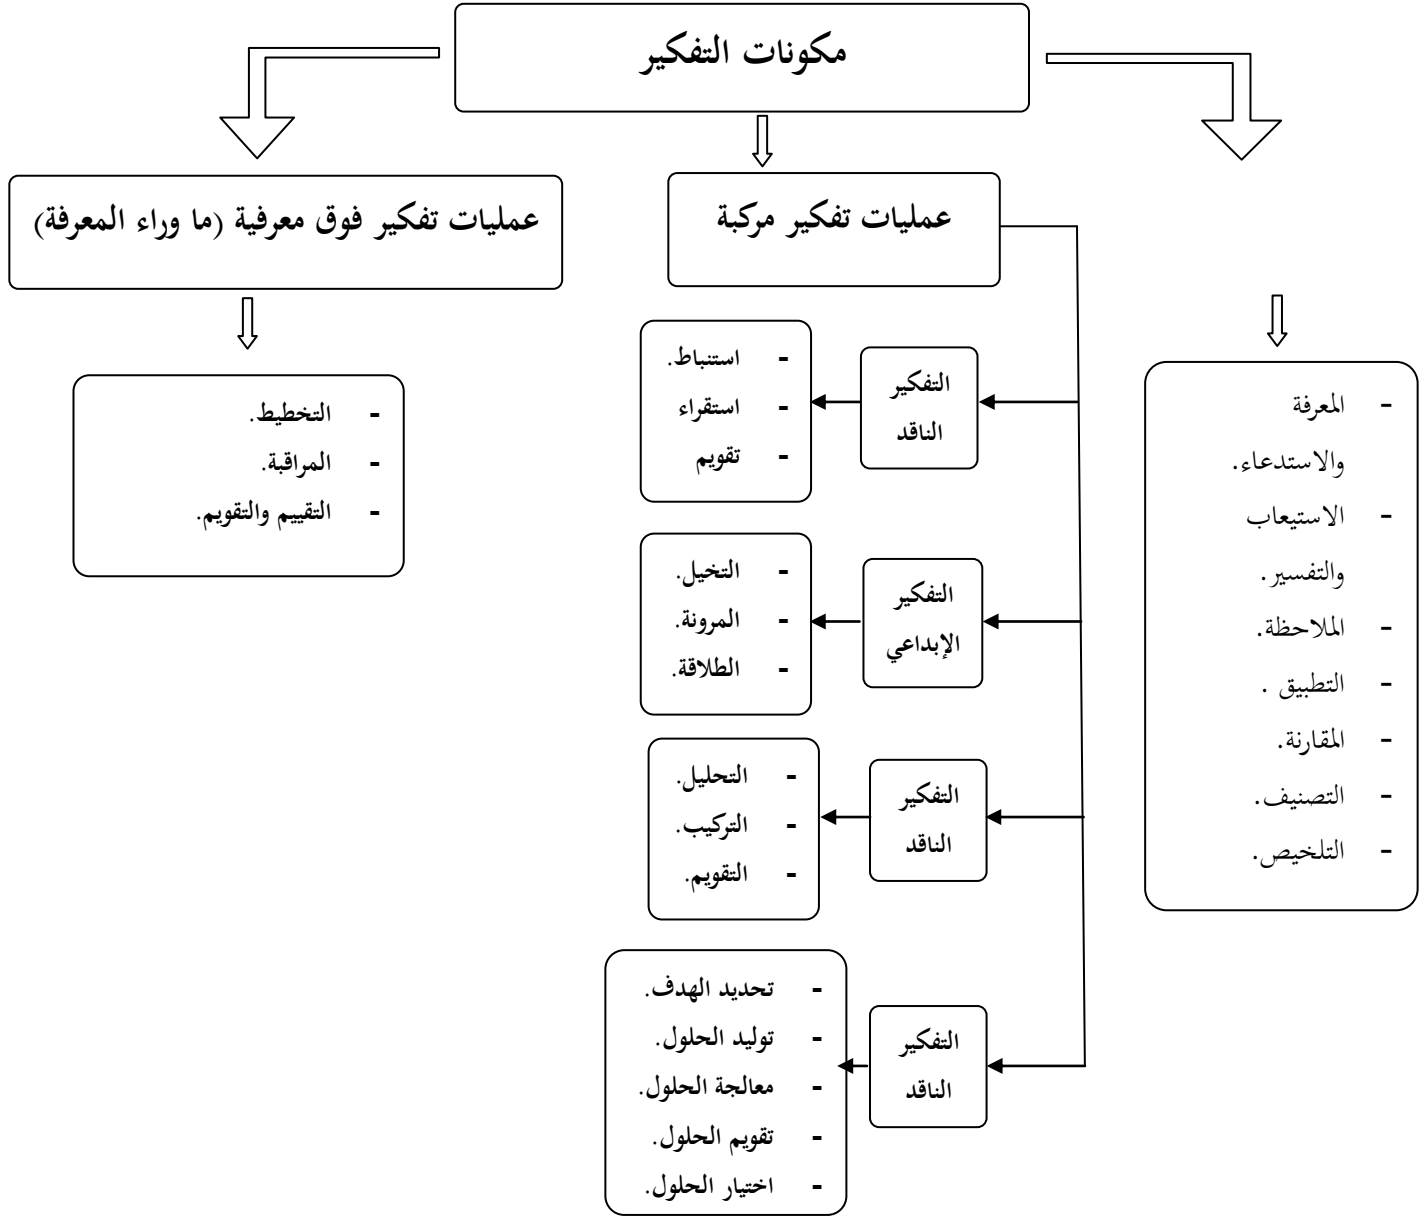 مكونات التفكير
عمليات تفكير مركبة
عمليات تفكير فوق معرفية (ما وراء المعرفة)
- المعرفة
والاستدعاء.
- الاستيعاب
والتفسير.
- الملاحظة.
- التطبيق .
- المقارنة.
- التصنيف.
- التلخيص.
التفكير
الناقد
- استنباط.
- استقراء
- تقويم
التفكير
الإبداعي
- التخيل.
- المرونة.
- الطلاقة.
التفكير
الناقد
- التحليل.
- التركيب.
- التقويم.
التفكير
الناقد
- تحديد الهدف.
- توليد الحلول.
- معالجة الحلول.
- تقويم الحلول.
- اختيار الحلول.
- التخطيط.
- المراقبة.
- التقييم والتقويم.